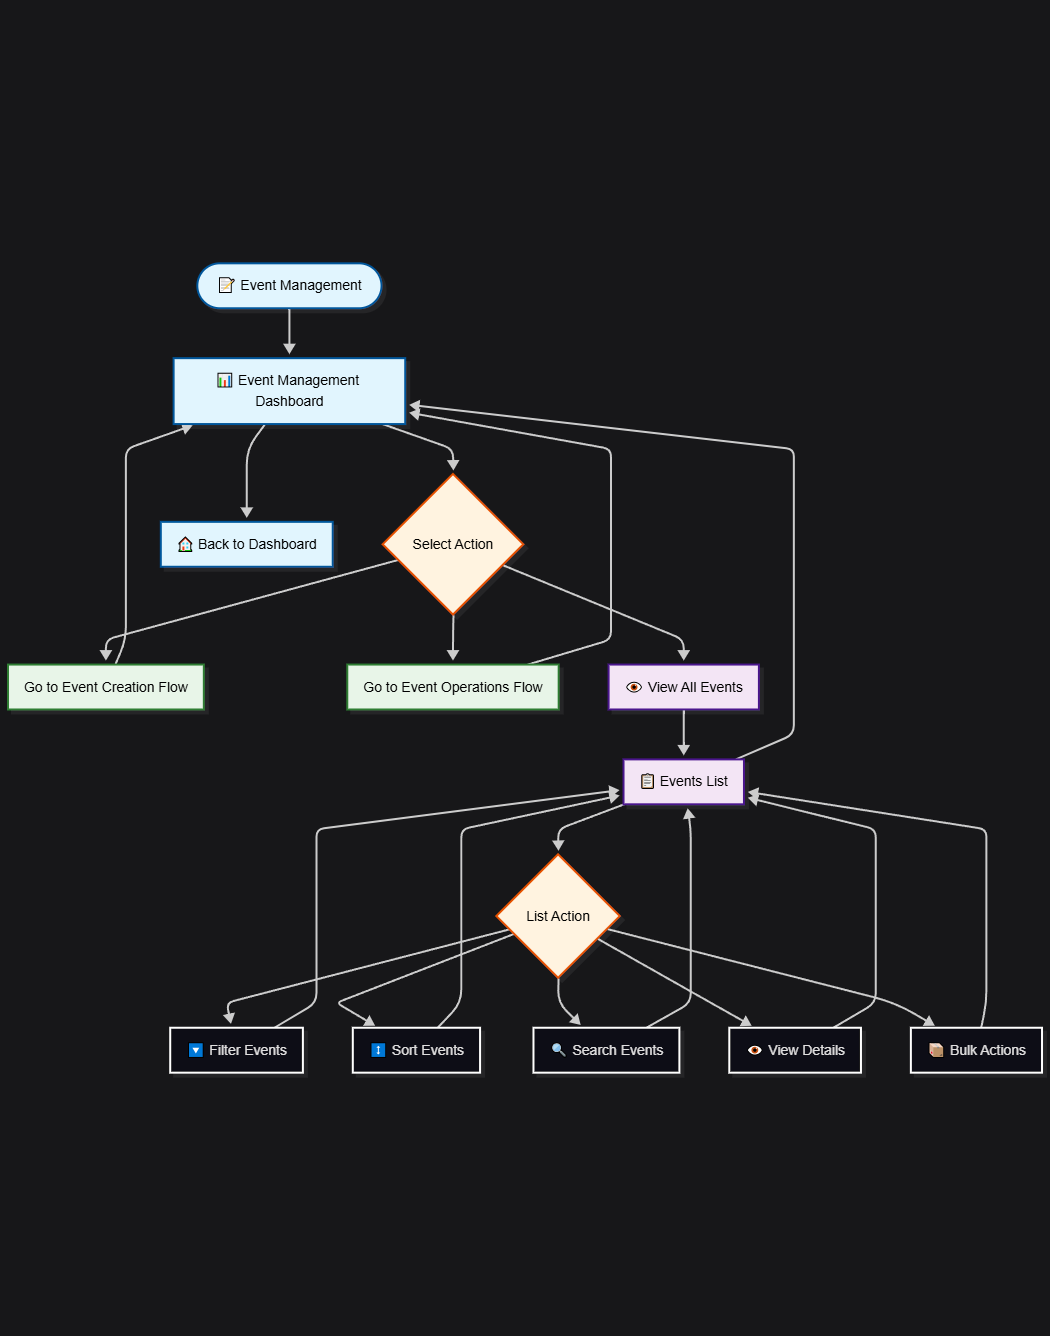 📝 Event Management
📊 Event Management
Dashboard
🏠 Back to Dashboard
Select Action
Go to Event Creation Flow
Go to Event Operations Flow
👁️ View All Events
📋 Events List
List Action
🔽 Filter Events
↕️ Sort Events
🔍 Search Events
👁️ View Details
📦 Bulk Actions